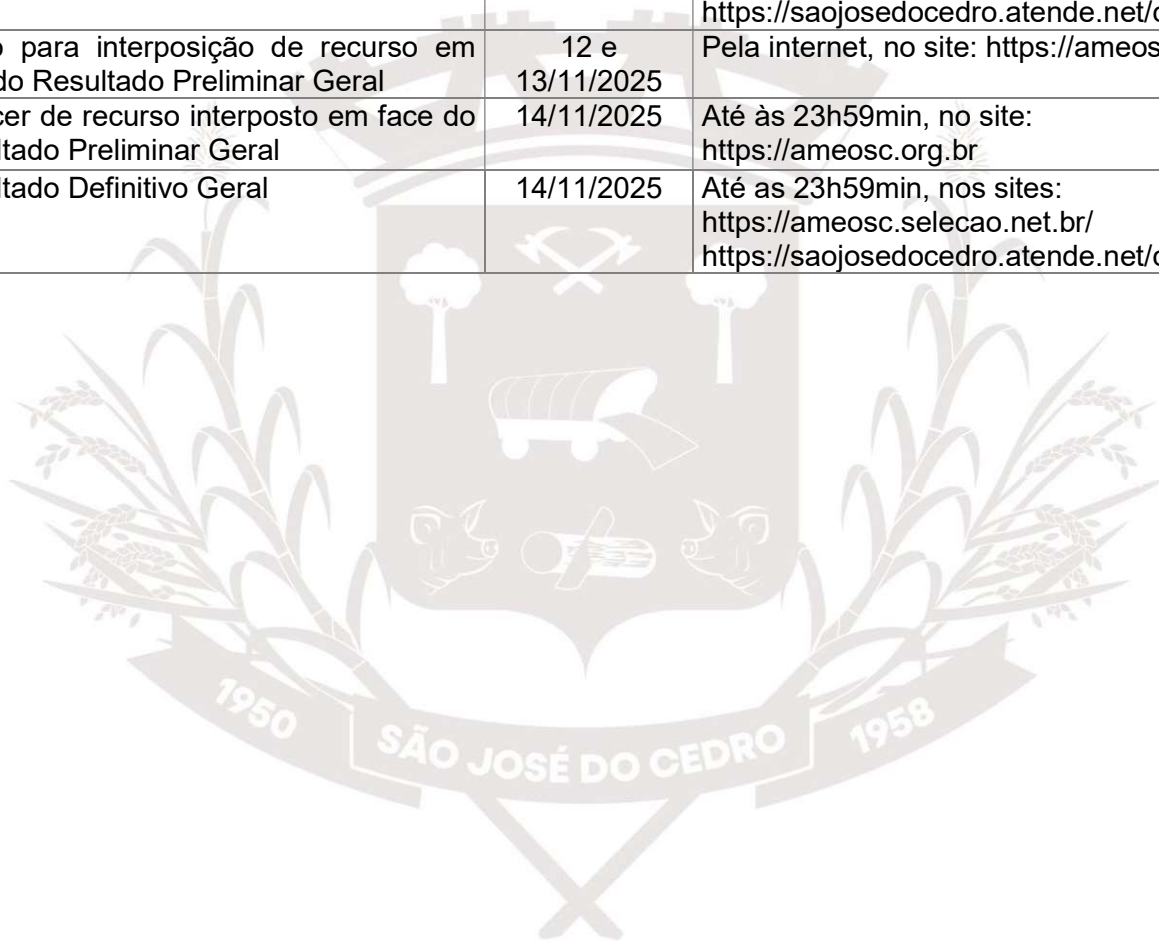 https://saojosedocedro.atende.net/
para interposição de recurso em
do Resultado Preliminar Geral
12 e
13/11/2025
Pela internet, no site: https://ameos
de recurso interposto em face do
Preliminar Geral
14/11/2025
Até às 23h59min, no site:
https://ameosc.org.br
Definitivo Geral
14/11/2025
Até as 23h59min, nos sites:
https://ameosc.selecao.net.br/
https://saojosedocedro.atende.net/
1950
SÃO JOSÉ DO CEDRO
1958